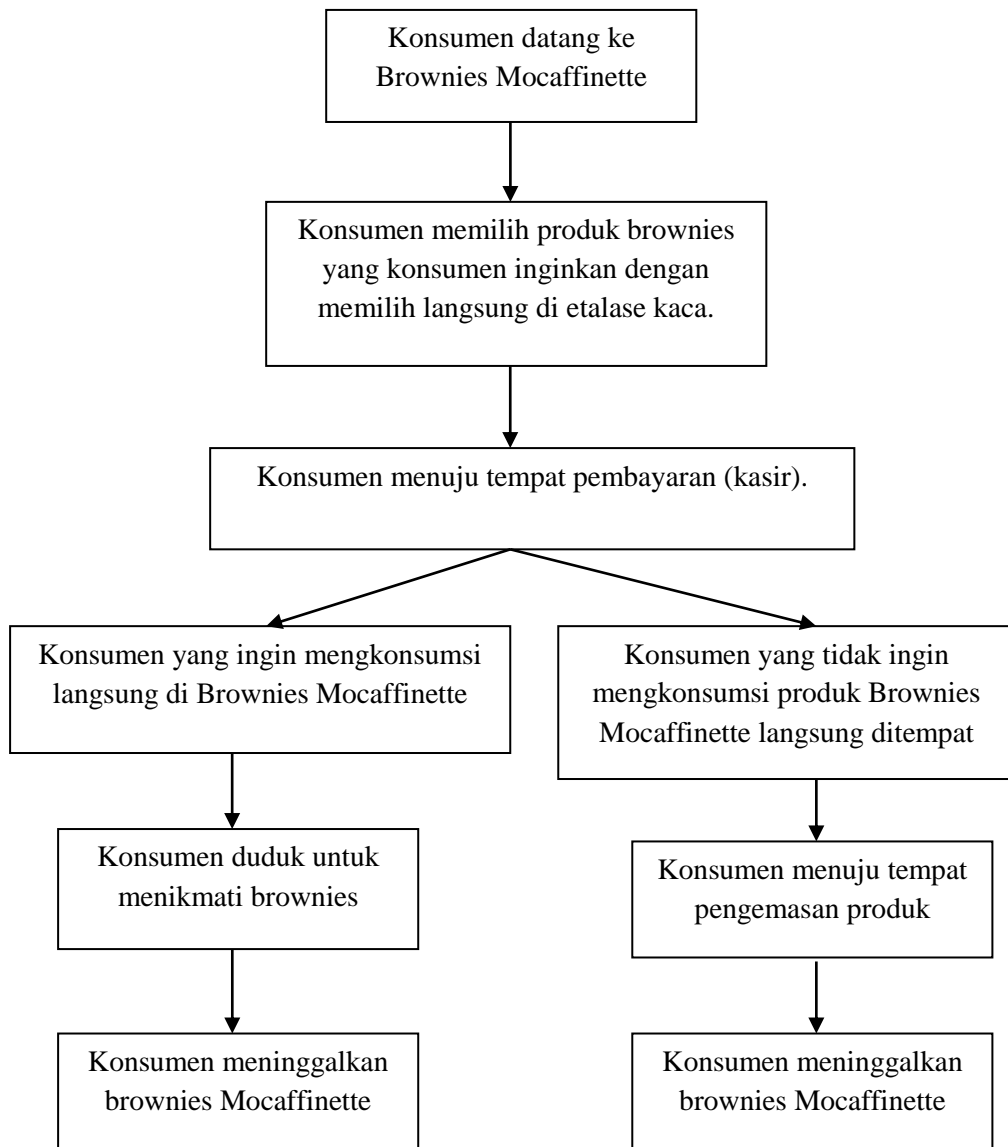 Konsumen datang ke
Brownies Mocaffinette
Konsumen memilih produk brownies
yang konsumen inginkan dengan
memilih langsung di etalase kaca.
Konsumen menuju tempat pembayaran (kasir).
Konsumen yang ingin mengkonsumsi
langsung di Brownies Mocaffinette
Konsumen duduk untuk
menikmati brownies
Konsumen meninggalkan
brownies Mocaffinette
Konsumen yang tidak ingin
mengkonsumsi produk Brownies
Mocaffinette langsung ditempat
Konsumen menuju tempat
pengemasan produk
Konsumen meninggalkan
brownies Mocaffinette